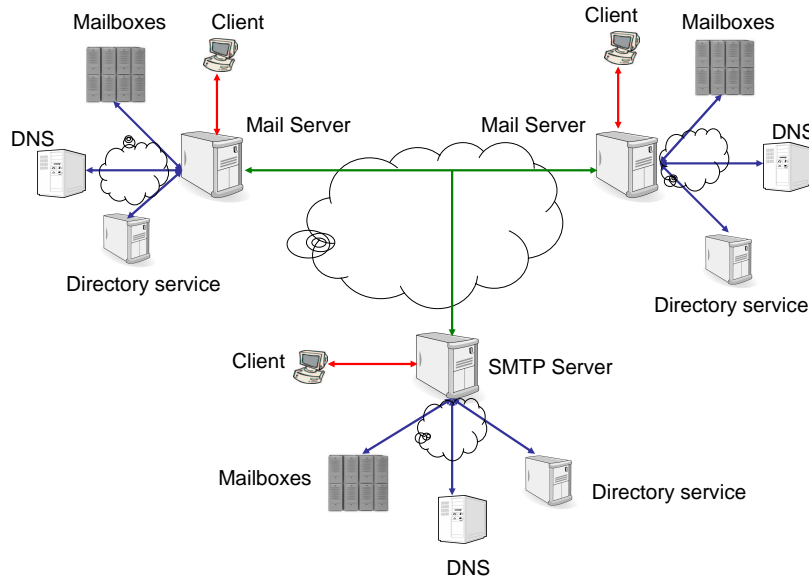 Mailboxes
Client
Client
Mailboxes
DNS
Mail Server
Mail Server
DNS
Directory service
Directory service
Client
SMTP Server
Mailboxes
Directory service
DNS